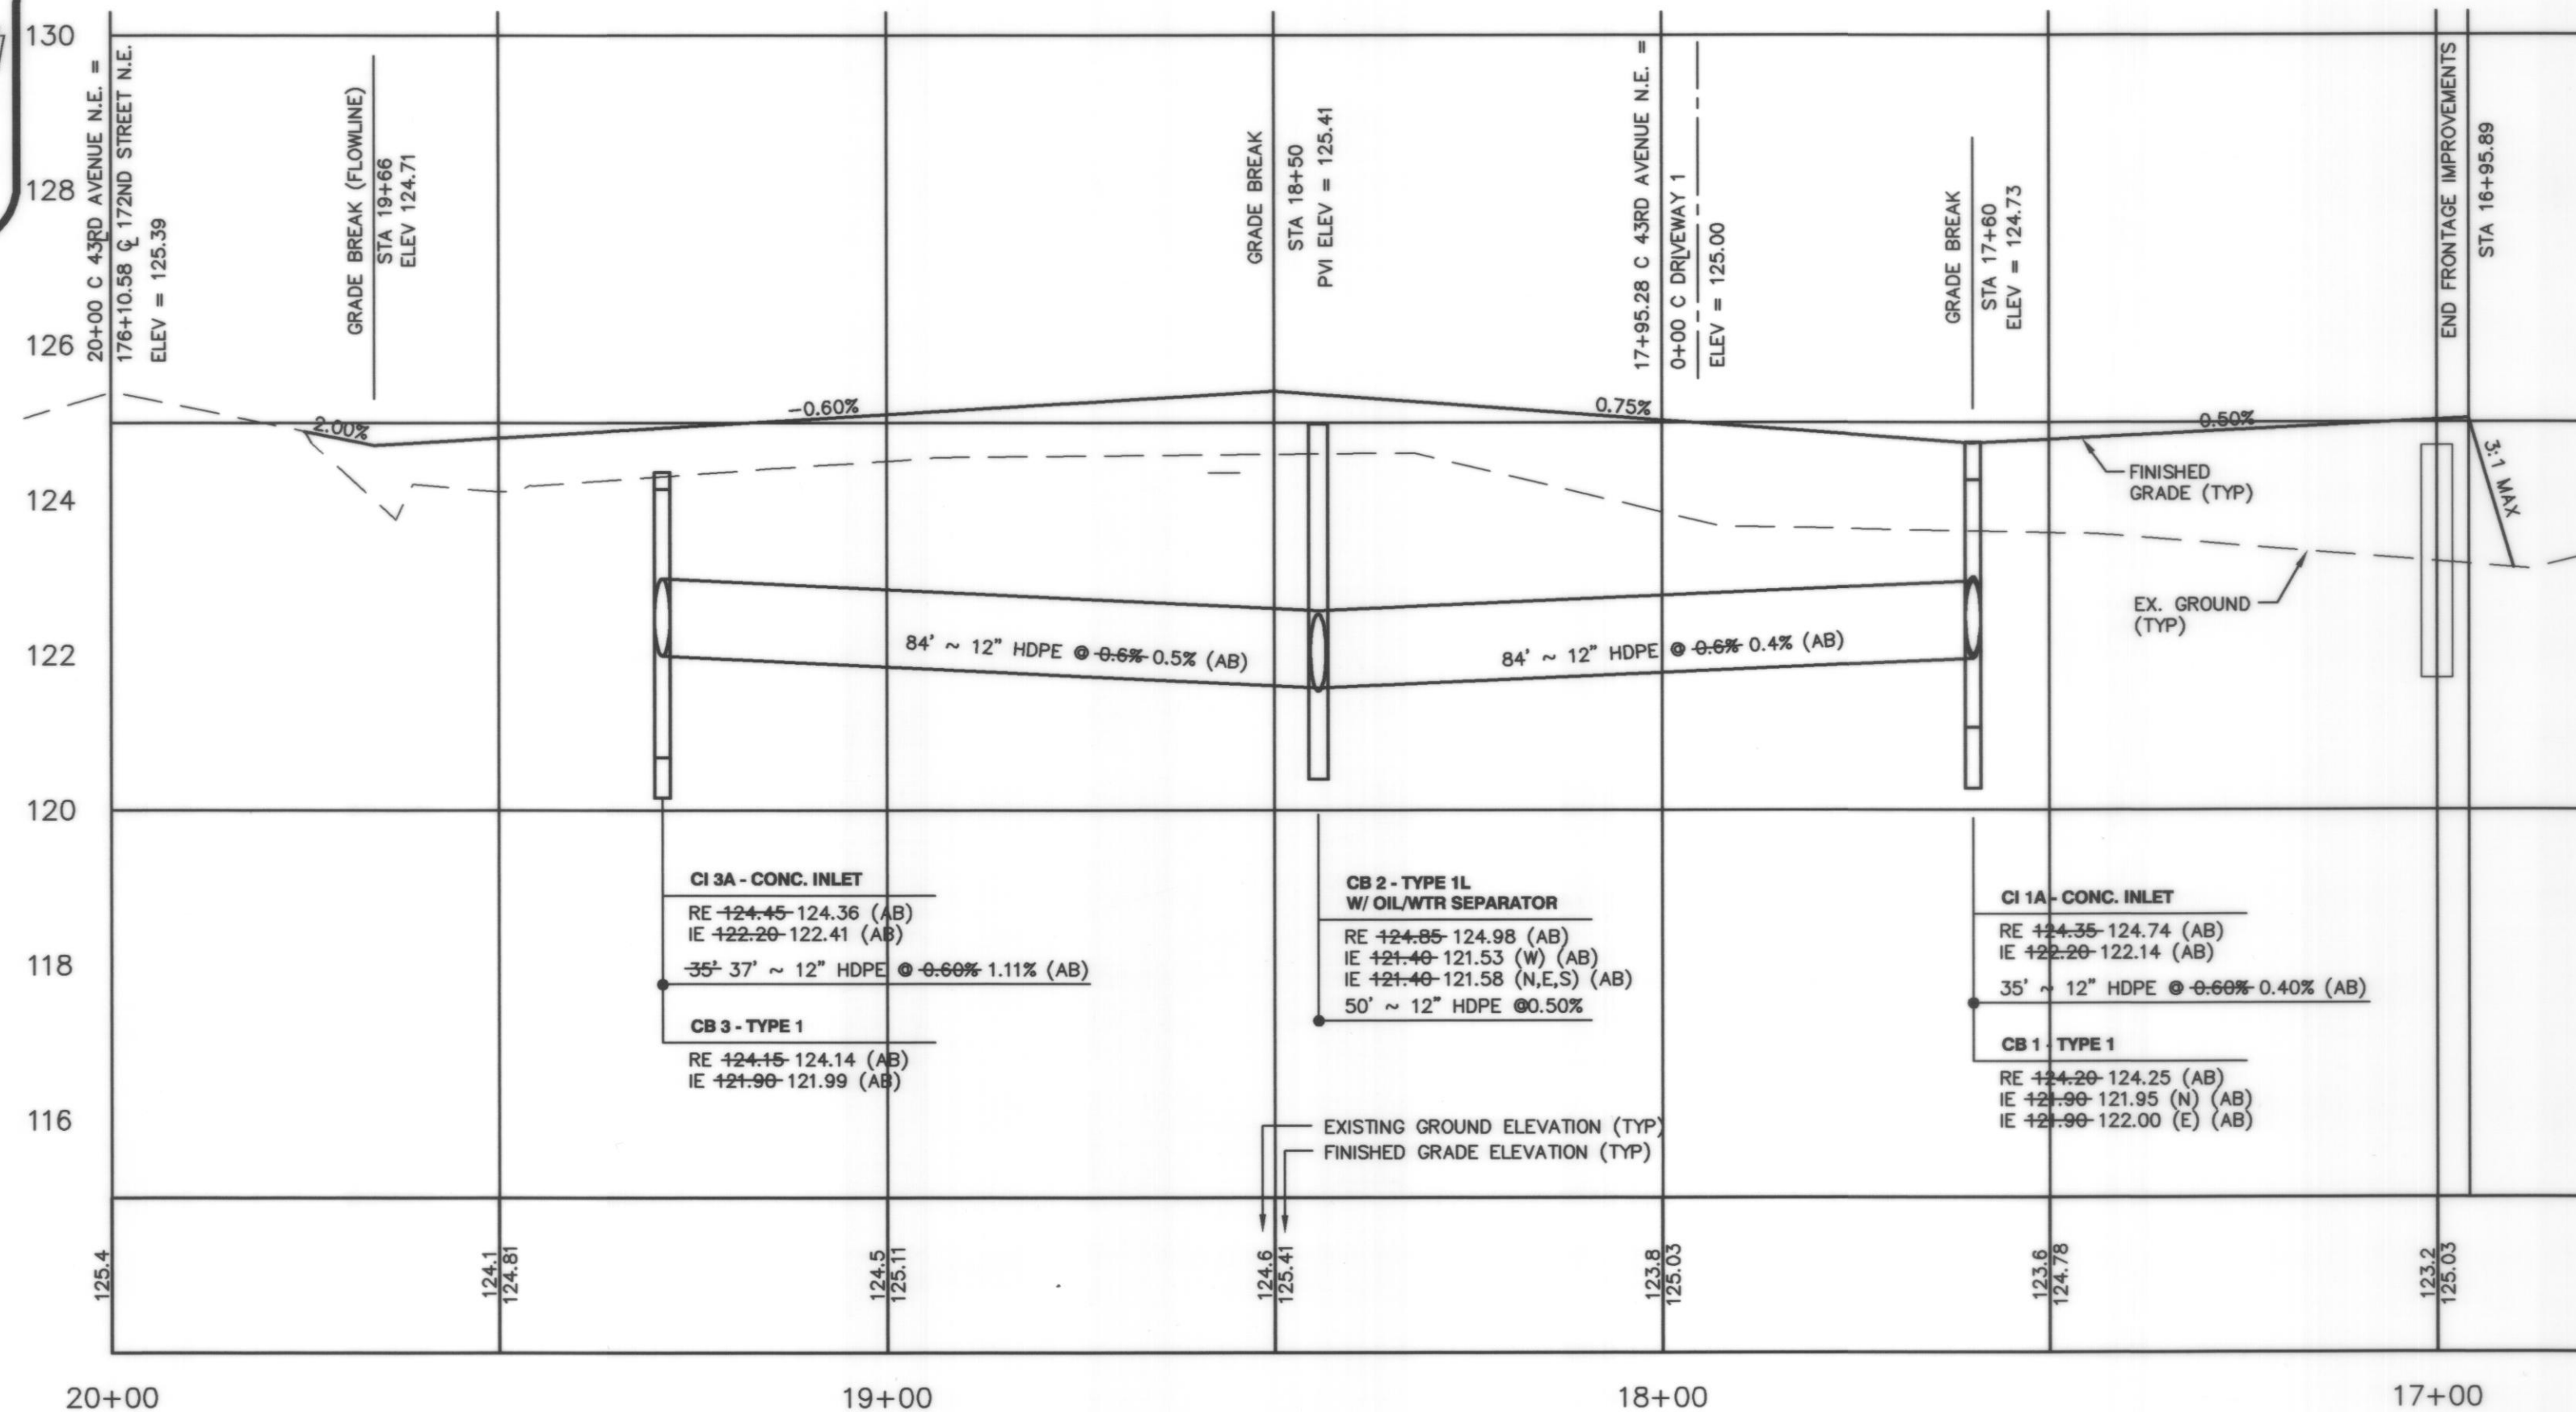 130
128
126
124
122
120
118
116
20+00 C 43RD AVENUE N.E. =
176+10.58 ℄ 172ND STREET N.E.
ELEV = 125.39
GRADE BREAK (FLOWLINE)
STA 19+66
ELEV 124.71
GRADE BREAK
STA 18+50
PVI ELEV = 125.41
17+95.28 C 43RD AVENUE N.E. =
0+00 C DRIVEWAY 1
ELEV = 125.00
GRADE BREAK
STA 17+60
ELEV = 124.73
END FRONTAGE IMPROVEMENTS
STA 16+95.89
2.00%
-0.60%
0.75%
0.50%
3:1 MAX
FINISHED
GRADE (TYP)
EX. GROUND
(TYP)
84' ~ 12" HDPE @ 0.6% 0.5% (AB)
84' ~ 12" HDPE @ 0.6% 0.4% (AB)
CI 3A - CONC. INLET
RE 124.45 124.36 (AB)
IE 122.20 122.41 (AB)
35' 37' ~ 12" HDPE @ 0.60% 1.11% (AB)
CB 3 - TYPE 1
RE 124.15 124.14 (AB)
IE 121.90 121.99 (AB)
CB 2 - TYPE 1L
W/ OIL/WTR SEPARATOR
RE 124.85 124.98 (AB)
IE 121.40 121.53 (W) (AB)
IE 121.40 121.58 (N,E,S) (AB)
50' ~ 12" HDPE @0.50%
CI 1A - CONC. INLET
RE 124.35 124.74 (AB)
IE 122.20 122.14 (AB)
35' ~ 12" HDPE @ 0.60% 0.40% (AB)
CB 1 - TYPE 1
RE 124.20 124.25 (AB)
IE 121.90 121.95 (N) (AB)
IE 121.90 122.00 (E) (AB)
EXISTING GROUND ELEVATION (TYP)
FINISHED GRADE ELEVATION (TYP)
125.4
124.1
124.81
124.5
125.11
124.6
125.41
123.8
125.03
123.6
124.78
123.2
125.03
20+00
19+00
18+00
17+00